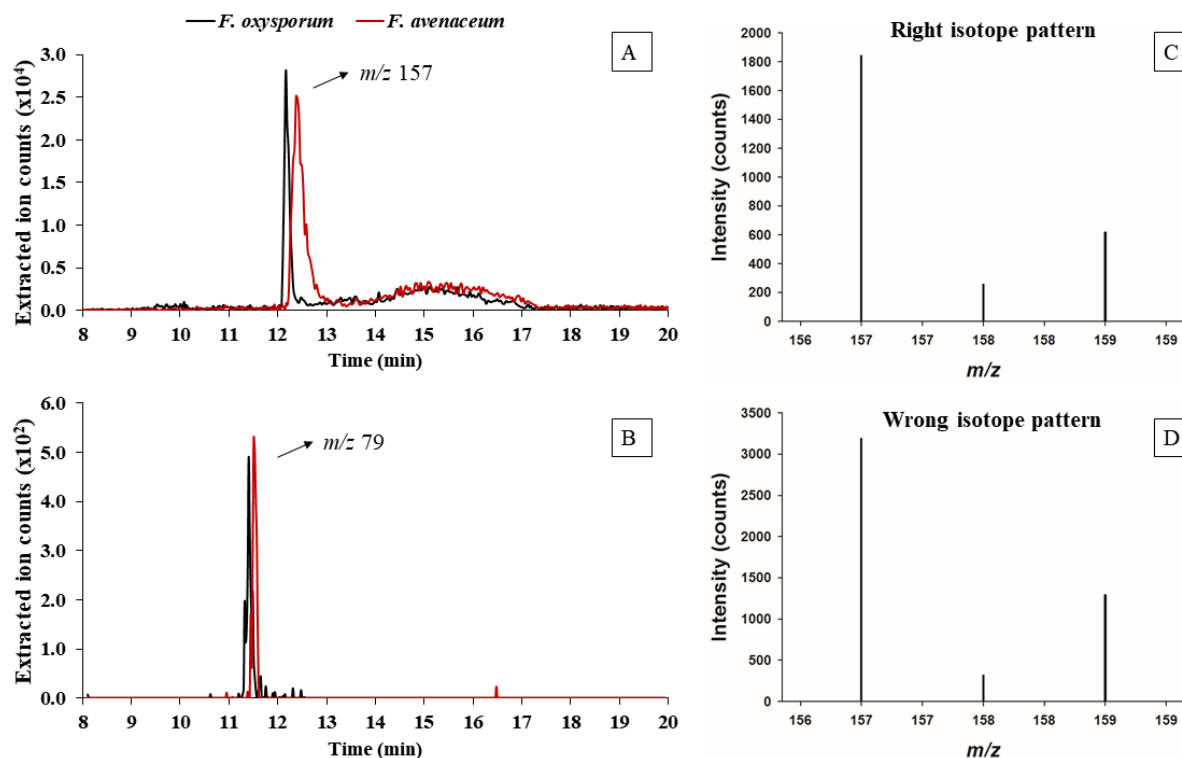 F. oxysporum F. avenaceum
A
m/z 157
Extracted ion counts (x10⁴)
3.0
2.5
2.0
1.5
1.0
0.5
0.0
8 9 10 11 12 13 14 15 16 17 18 19 20
Time (min)
B
m/z 79
Extracted ion counts (x10²)
6.0
5.0
4.0
3.0
2.0
1.0
0.0
8 9 10 11 12 13 14 15 16 17 18 19 20
Time (min)
Right isotope pattern
C
Intensity (counts)
2000
1800
1600
1400
1200
1000
800
600
400
200
0
156 157 157 158 158 159 159
m/z
Wrong isotope pattern
D
Intensity (counts)
3500
3000
2500
2000
1500
1000
500
0
156 157 157 158 158 159 159
m/z